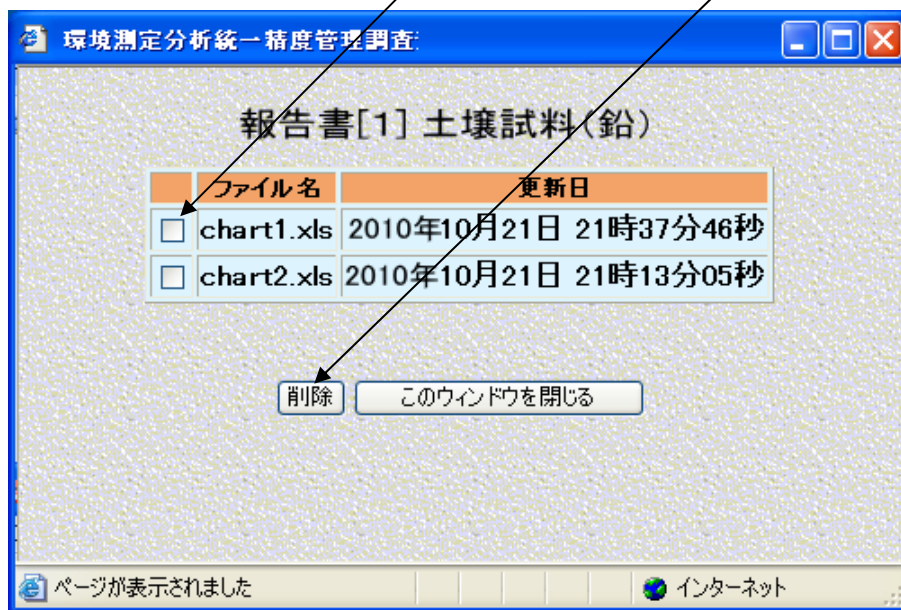 環境測定分析統一精度管理調査
報告書[1] 土壌試料(鉛)
ファイル名 更新日
chart1.xls 2010年10月21日 21時37分46秒
chart2.xls 2010年10月21日 21時13分05秒
削除 このウィンドウを閉じる
ページが表示されました インターネット